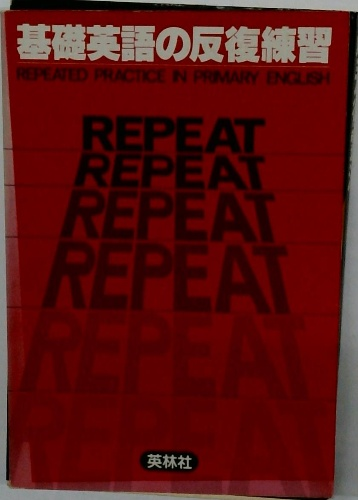 基礎英語の反復練習
REPEATED PRACTICE IN PRIMARY ENGLISH
REPEAT
REPEAT
REPEAT
REPEAT
REPEAT
REPEAT
英林社